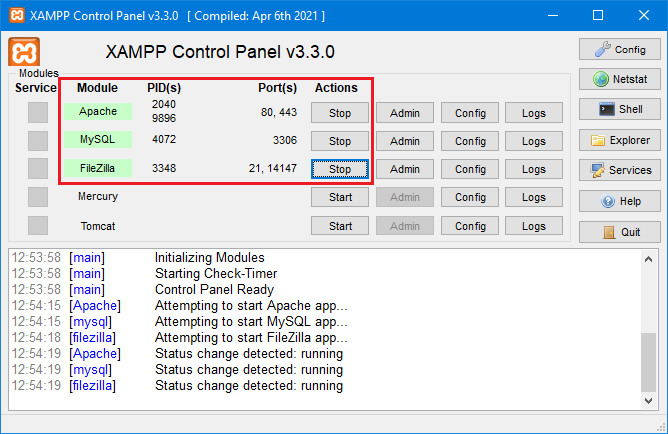 XAMPP Control Panel v3.3.0 [ Compiled: Apr 6th 2021 ]
XAMPP Control Panel v3.3.0
Modules
Service Module PID(s) Port(s) Actions
Apache 2040 9896 80, 443 Stop Admin Config Logs
MySQL 4072 3306 Stop Admin Config Logs
FileZilla 3348 21, 14147 Stop Admin Config Logs
Mercury Start Admin Config Logs
Tomcat Start Admin Config Logs
Config
Netstat
Shell
Explorer
Services
Help
Quit
12:53:58 [main] Initializing Modules
12:53:58 [main] Starting Check-Timer
12:53:58 [main] Control Panel Ready
12:54:15 [Apache] Attempting to start Apache app...
12:54:15 [mysql] Attempting to start MySQL app...
12:54:18 [filezilla] Attempting to start FileZilla app...
12:54:19 [Apache] Status change detected: running
12:54:19 [mysql] Status change detected: running
12:54:19 [filezilla] Status change detected: running